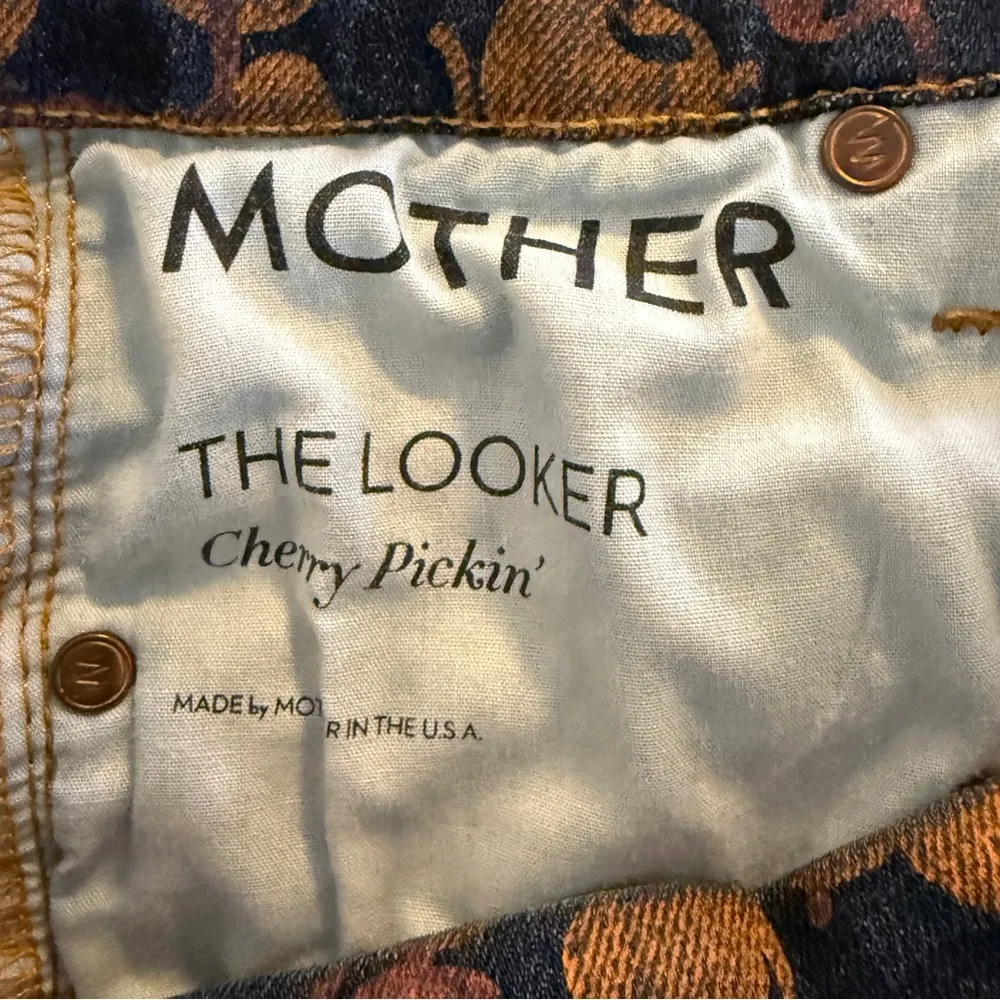 MOTHER
THE LOOKER
Cherry Pickin'
MADE by MOT R IN THE U.S.A.